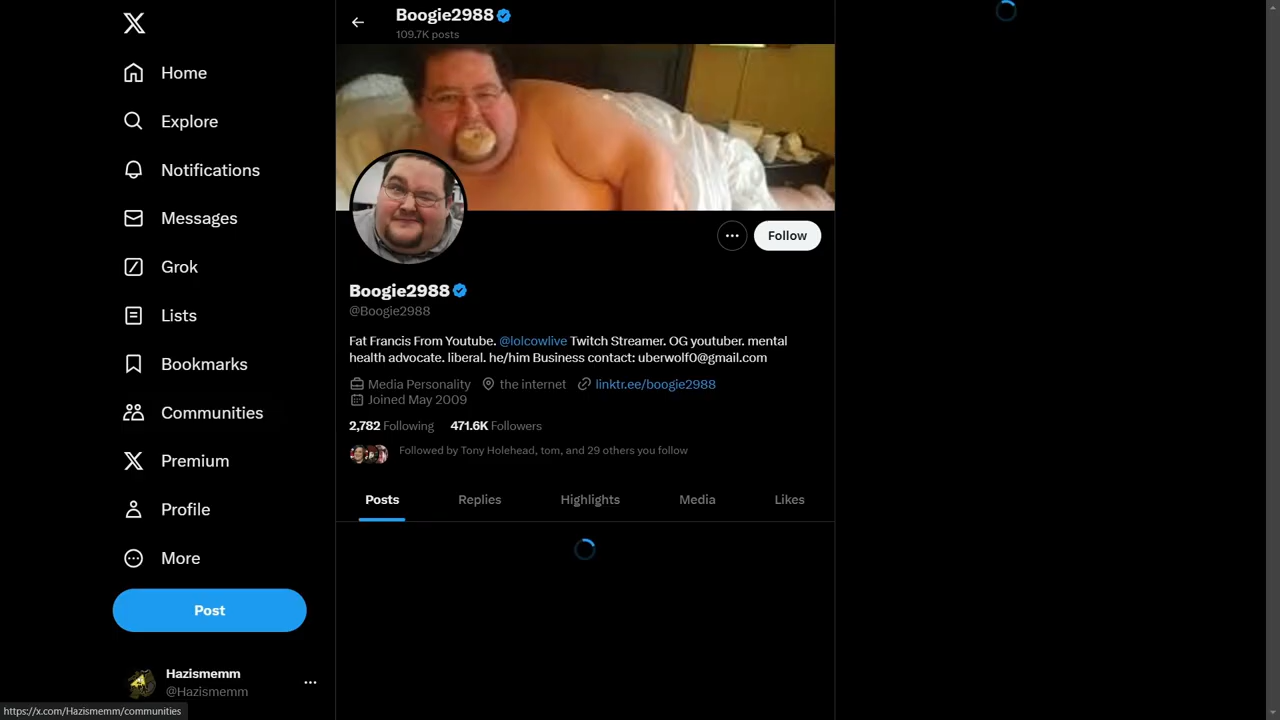 Home
Explore
Notifications
Messages
Grok
Lists
Bookmarks
Communities
Premium
Profile
More
Post
Hazismemm
@Hazismemm
https://x.com/Hazismemm/communities
Boogie2988
109.7K posts
Follow
Boogie2988
@Boogie2988
Fat Francis From Youtube. @lolcowlive Twitch Streamer. OG youtuber. mental
health advocate. liberal. he/him Business contact: uberwolf0@gmail.com
Media Personality the internet linktr.ee/boogie2988
Joined May 2009
2,782 Following 471.6K Followers
Followed by Tony Holehead, tom, and 29 others you follow
Posts Replies Highlights Media Likes